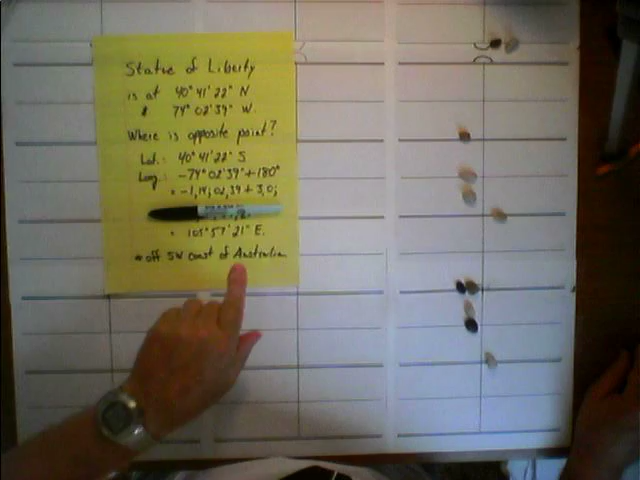 Statue of Liberty
is at 40° 41' 22" N
& 74° 02' 39" W.
Where is opposite point?
Lat.: 40° 41' 22" S
Long.: -74° 02' 39" + 180°
= -1,14;02,39 + 3,0;
= 105° 57' 21" E.
* off SW coast of Australia